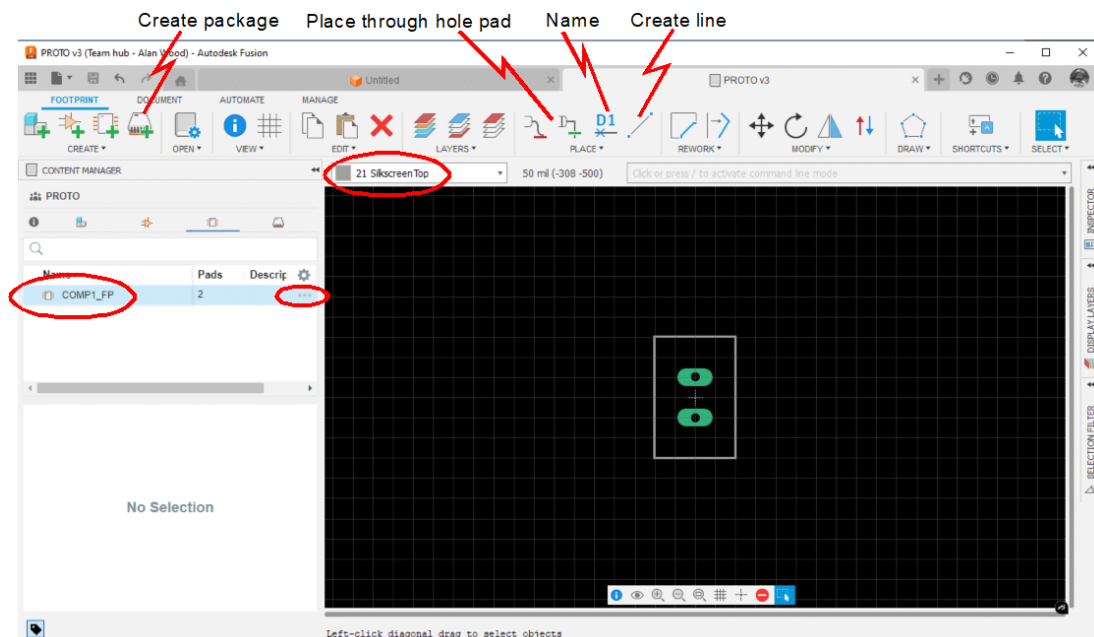 Create package Place through hole pad Name Create line
PROTO v3 (Team hub - Alan Wood) - Autodesk Fusion
Untitled
PROTO v3
FOOTPRINT DOCUMENT AUTOMATE MANAGE
D1
CREATE OPEN VIEW EDIT LAYERS PLACE REWORK MODIFY DRAW SHORTCUTS SELECT
CONTENT MANAGER
21 Silkscreen Top
50 mil (-308 -500)
Click or press / to activate command line mode
PROTO
Name Pads Descrip
COMP1_FP 2
No Selection
INSPECTOR
DISPLAY LAYERS
SELECTION FILTER
Left-click diagonal drag to select objects